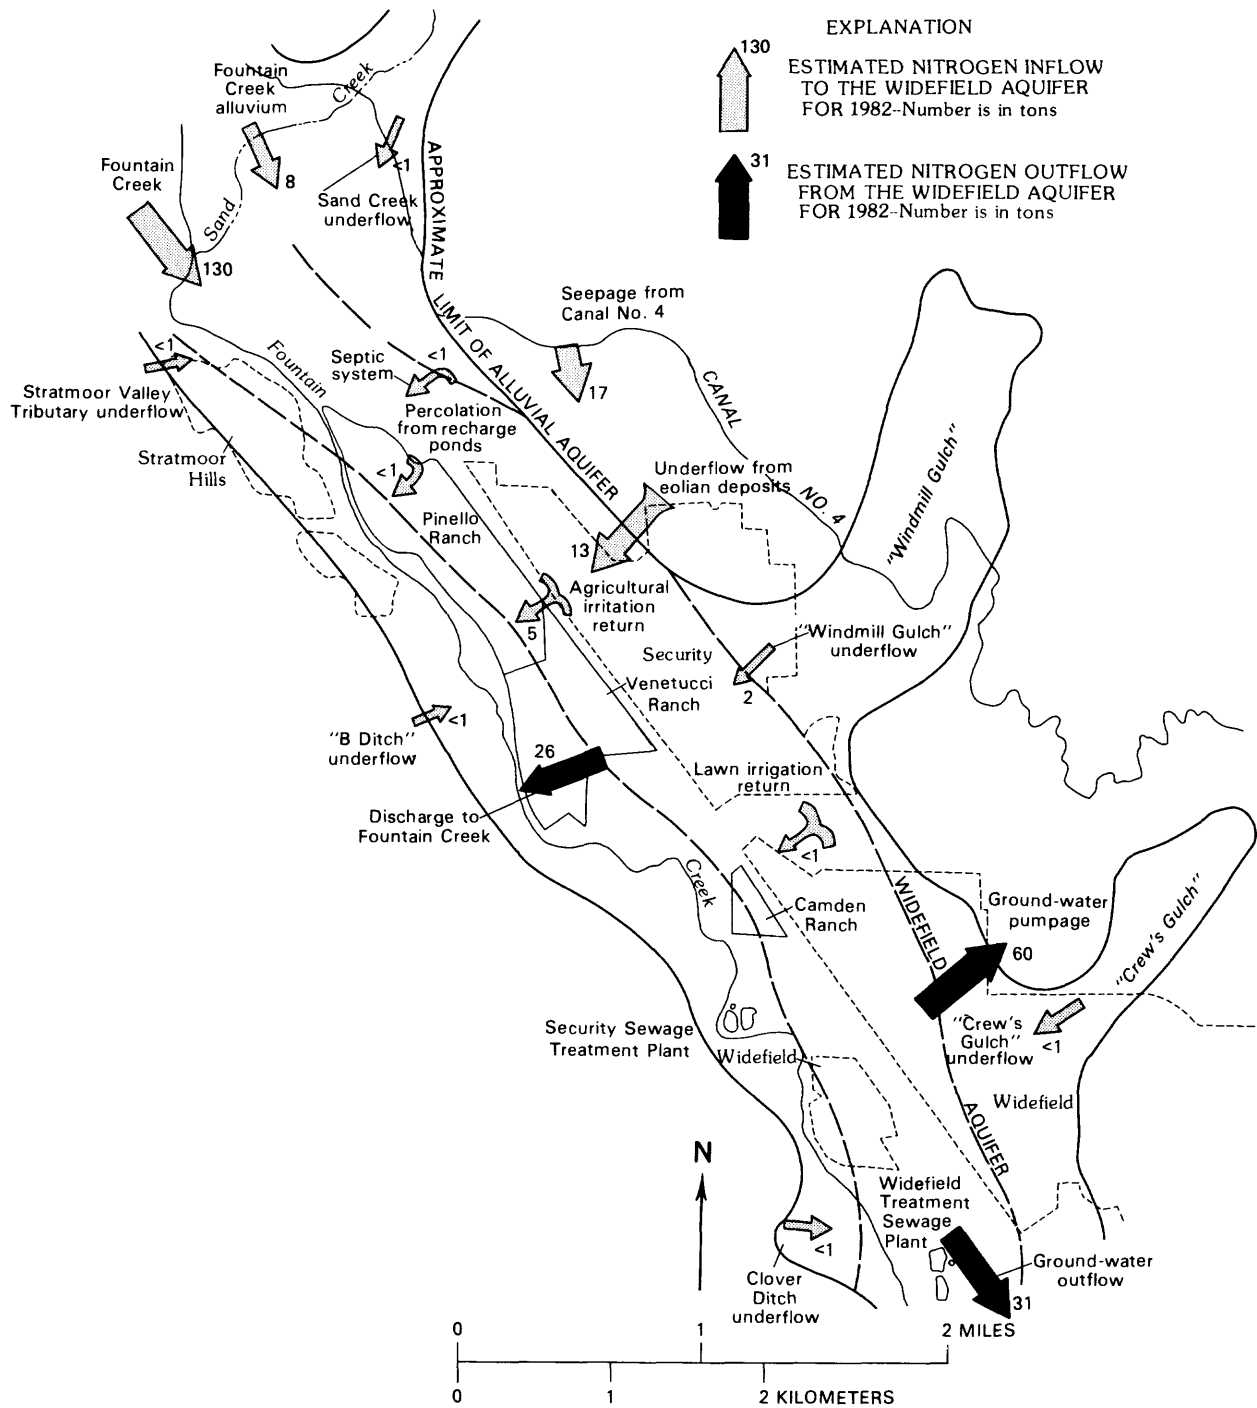 EXPLANATION
130
ESTIMATED NITROGEN INFLOW
TO THE WIDEFIELD AQUIFER
FOR 1982--Number is in tons
31
ESTIMATED NITROGEN OUTFLOW
FROM THE WIDEFIELD AQUIFER
FOR 1982--Number is in tons
Fountain
Creek
alluvium
8
Sand
Creek
<1
Sand Creek
underflow
Fountain
Creek
130
APPROXIMATE LIMIT OF ALLUVIAL AQUIFER
Seepage from
Canal No. 4
17
CANAL
NO. 4
<1
Stratmoor Valley
Tributary underflow
Stratmoor
Hills
Fountain
Septic
system
<1
Percolation
from recharge
ponds
<1
Pinello
Ranch
Underflow from
eolian deposits
13
"Windmill Gulch"
Agricultural
irritation
return
5
Security
"Windmill Gulch"
underflow
2
Venetucci
Ranch
<1
"B Ditch"
underflow
26
Discharge to
Fountain Creek
Lawn irrigation
return
<1
Creek
Camden
Ranch
WIDEFIELD
AQUIFER
Ground-water
pumpage
60
"Crew's Gulch"
"Crew's
Gulch"
underflow
<1
Security Sewage
Treatment Plant
Widefield
Widefield
N
Widefield
Treatment
Sewage
Plant
<1
Clover
Ditch
underflow
Ground-water
outflow
31
0
1
2 MILES
0
1
2 KILOMETERS